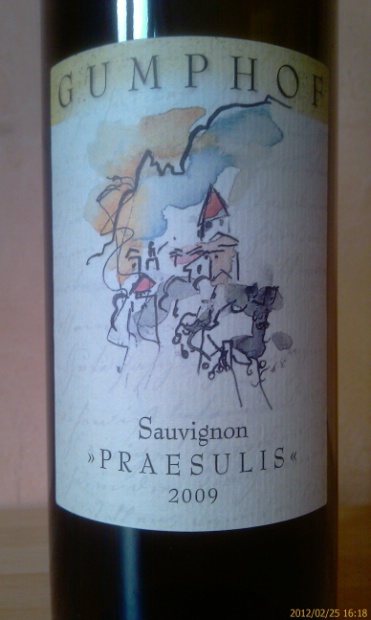 GUMPHOF
Sauvignon
»PRAESULIS«
2009
2012/02/25 16:18